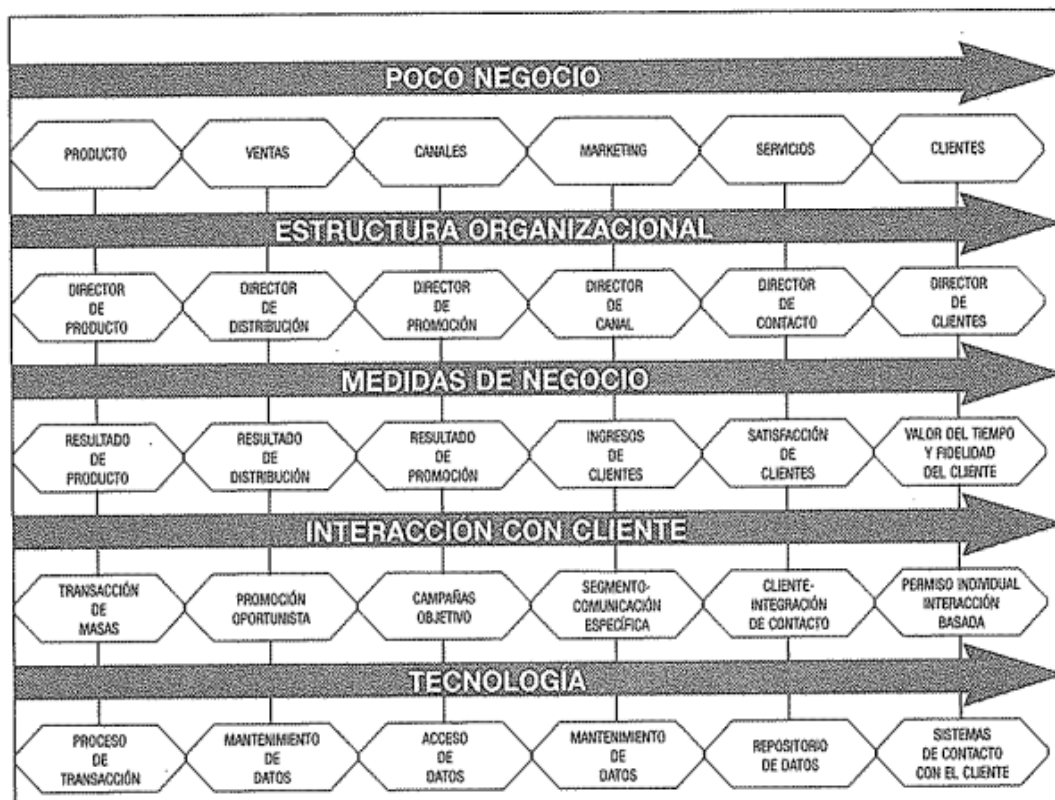 POCO NEGOCIO
PRODUCTO
VENTAS
CANALES
MARKETING
SERVICIOS
CLIENTES
ESTRUCTURA ORGANIZACIONAL
DIRECTOR
DE
PRODUCTO
DIRECTOR
DE
DISTRIBUCIÓN
DIRECTOR
DE
PROMOCIÓN
DIRECTOR
DE
CANAL
DIRECTOR
DE
CONTACTO
DIRECTOR
DE
CLIENTES
MEDIDAS DE NEGOCIO
RESULTADO
DE
PRODUCTO
RESULTADO
DE
DISTRIBUCIÓN
RESULTADO
DE
PROMOCIÓN
INGRESOS
DE
CLIENTES
SATISFACCIÓN
DE
CLIENTES
VALOR DEL TIEMPO
Y FIDELIDAD
DEL CLIENTE
INTERACCIÓN CON CLIENTE
TRANSACCIÓN
DE
MASAS
PROMOCIÓN
OPORTUNISTA
CAMPAÑAS
OBJETIVO
SEGMENTO-
COMUNICACIÓN
ESPECÍFICA
CLIENTE-
INTEGRACIÓN
DE CONTACTO
PERMISO INDIVIDUAL
INTERACCIÓN
BASADA
TECNOLOGÍA
PROCESO
DE
TRANSACCIÓN
MANTENIMIENTO
DE
DATOS
ACCESO
DE
DATOS
MANTENIMIENTO
DE
DATOS
REPOSITORIO
DE DATOS
SISTEMAS
DE CONTACTO
CON EL CLIENTE